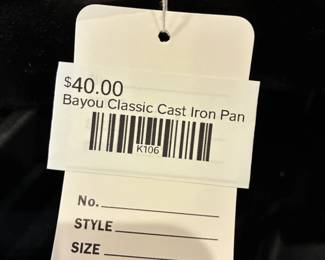 $40.00
Bayou Classic Cast Iron Pan
K106
No.
STYLE
SIZE